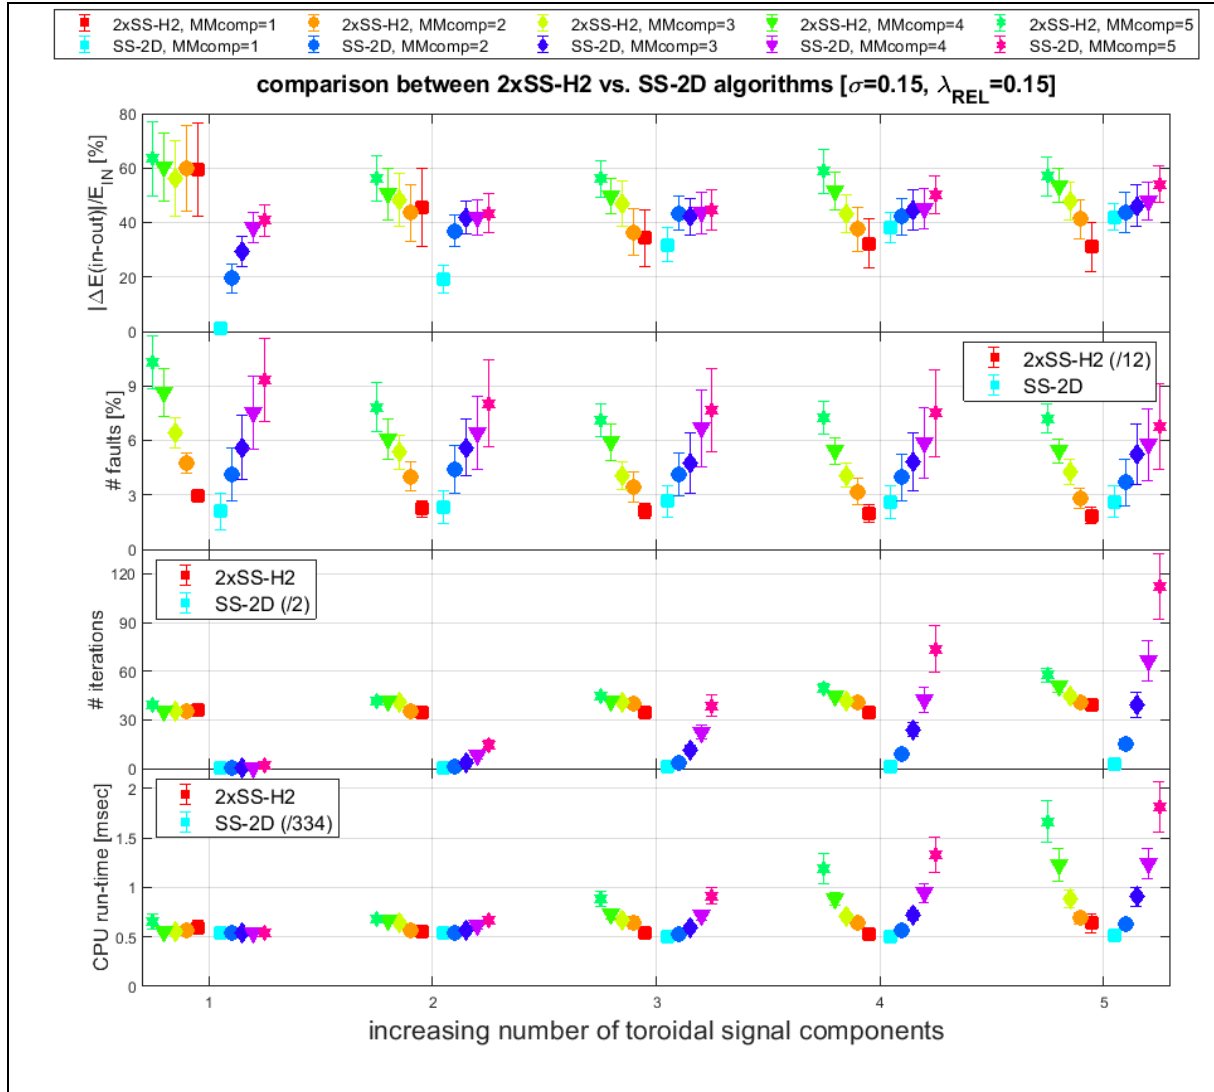 2xSS-H2, MMcomp=1 2xSS-H2, MMcomp=2 2xSS-H2, MMcomp=3 2xSS-H2, MMcomp=4 2xSS-H2, MMcomp=5
SS-2D, MMcomp=1 SS-2D, MMcomp=2 SS-2D, MMcomp=3 SS-2D, MMcomp=4 SS-2D, MMcomp=5
comparison between 2xSS-H2 vs. SS-2D algorithms [σ=0.15, λREL=0.15]
|ΔE(in-out)|/EIN [%]
80
60
40
20
0
# faults [%]
9
6
3
0
2xSS-H2 (/12)
SS-2D
# iterations
120
90
60
30
0
2xSS-H2
SS-2D (/2)
CPU run-time [msec]
2
1.5
1
0.5
0
2xSS-H2
SS-2D (/334)
1 2 3 4 5
increasing number of toroidal signal components